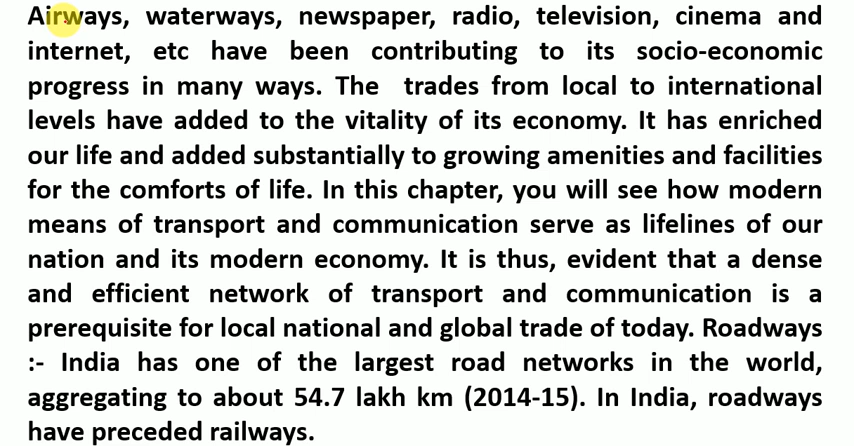 Airways, waterways, newspaper, radio, television, cinema and
internet, etc have been contributing to its socio-economic
progress in many ways. The trades from local to international
levels have added to the vitality of its economy. It has enriched
our life and added substantially to growing amenities and facilities
for the comforts of life. In this chapter, you will see how modern
means of transport and communication serve as lifelines of our
nation and its modern economy. It is thus, evident that a dense
and efficient network of transport and communication is a
prerequisite for local national and global trade of today. Roadways
:- India has one of the largest road networks in the world,
aggregating to about 54.7 lakh km (2014-15). In India, roadways
have preceded railways.